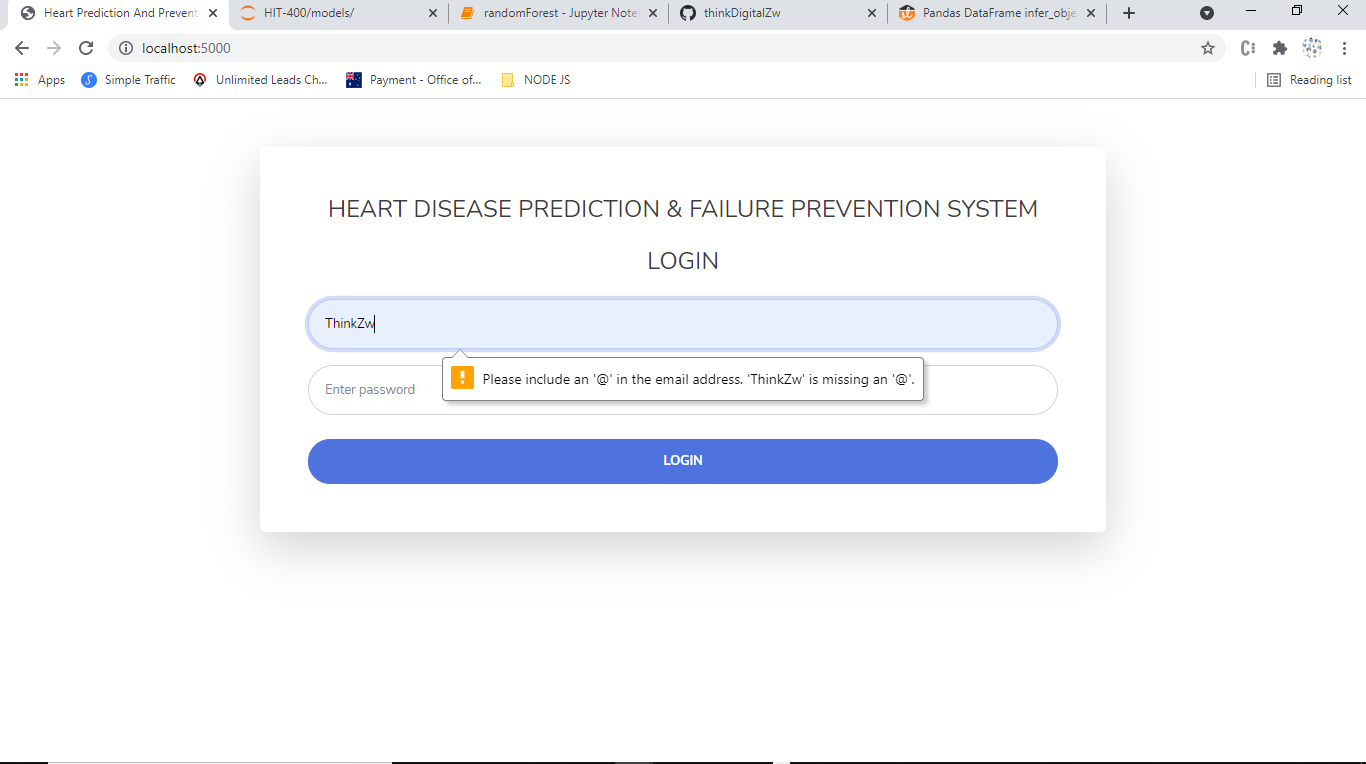 Heart Prediction And Prevent
HIT-400/models/
randomForest - Jupyter Note
thinkDigitalZw
Pandas DataFrame infer_obje
localhost:5000
Apps
Simple Traffic
Unlimited Leads Ch...
Payment - Office of...
NODE JS
Reading list
HEART DISEASE PREDICTION & FAILURE PREVENTION SYSTEM
LOGIN
ThinkZw
Please include an '@' in the email address. 'ThinkZw' is missing an '@'.
Enter password
LOGIN